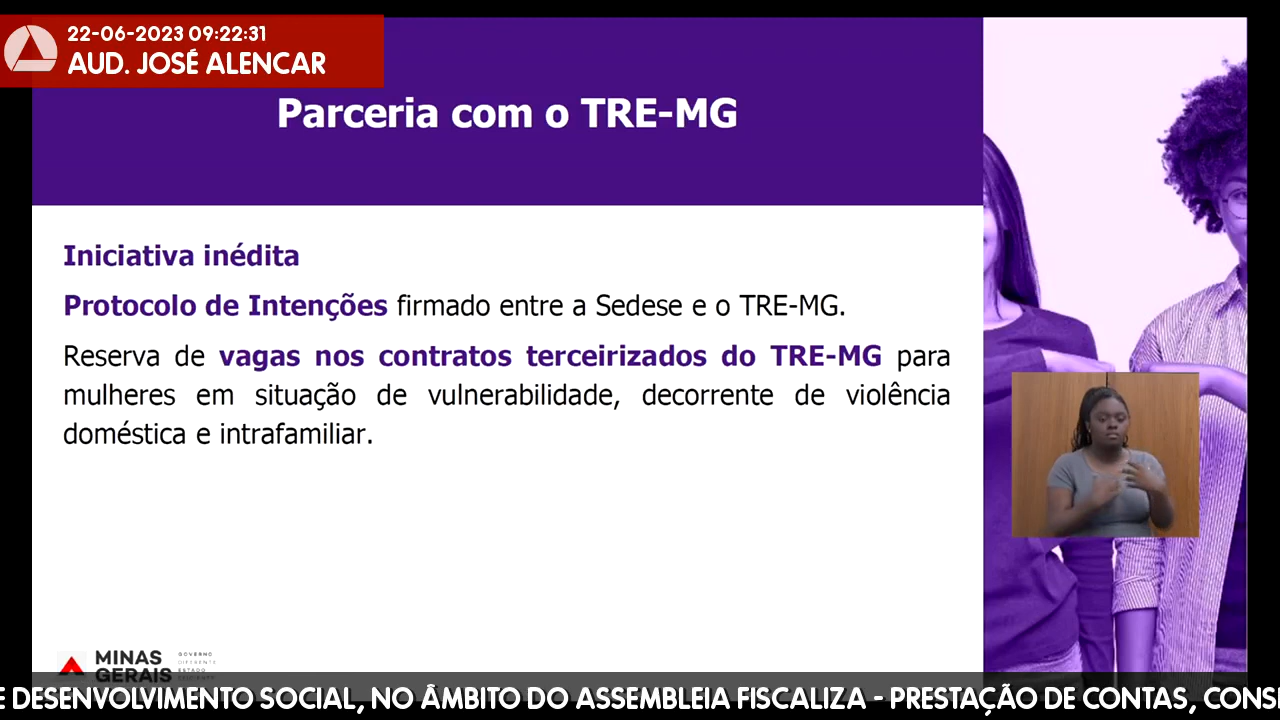 22-06-2023 09:22:31
AUD. JOSÉ ALENCAR
Parceria com o TRE-MG
Iniciativa inédita
Protocolo de Intenções firmado entre a Sedese e o TRE-MG.
Reserva de vagas nos contratos terceirizados do TRE-MG para
mulheres em situação de vulnerabilidade, decorrente de violência
doméstica e intrafamiliar.
MINAS
GERAIS
GOVERNO
DIFERENTE
ESTADO
E DESENVOLVIMENTO SOCIAL, NO ÂMBITO DO ASSEMBLEIA FISCALIZA - PRESTAÇÃO DE CONTAS, CONS